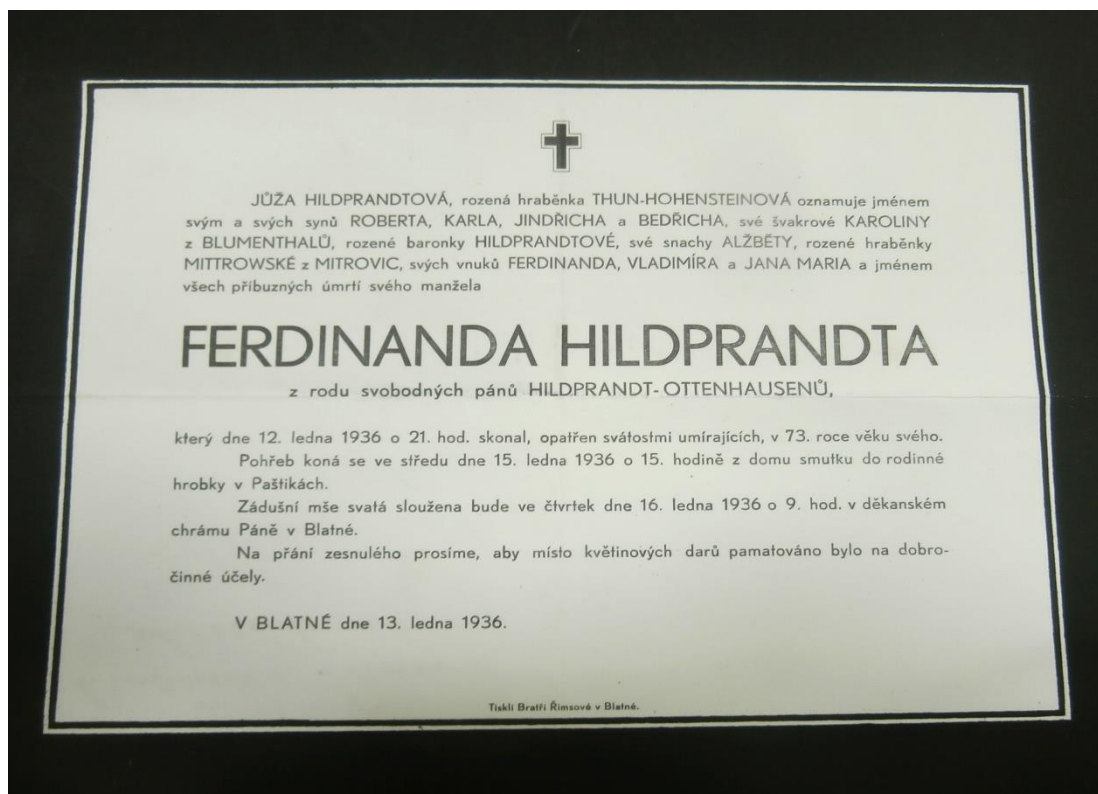 JŮŽA HILDPRANDTOVÁ, rozená hraběnka THUN-HOHENSTEINOVÁ oznamuje jménem
svým a svých synů ROBERTA, KARLA, JINDŘICHA a BEDŘICHA, své švakrové KAROLINY
z BLUMENTHALŮ, rozené baronky HILDPRANDTOVÉ, své snachy ALŽBĚTY, rozené hraběnky
MITTROWSKÉ z MITROVIC, svých vnuků FERDINANDA, VLADIMÍRA a JANA MARIA a jménem
všech příbuzných úmrtí svého manžela
FERDINANDA HILDPRANDTA
z rodu svobodných pánů HILDPRANDT-OTTENHAUSENŮ,
který dne 12. ledna 1936 o 21. hod. skonal, opatřen svátostmi umírajících, v 73. roce věku svého.
Pohřeb koná se ve středu dne 15. ledna 1936 o 15. hodině z domu smutku do rodinné
hrobky v Paštikách.
Zádušní mše svatá sloužena bude ve čtvrtek dne 16. ledna 1936 o 9. hod. v děkanském
chrámu Páně v Blatné.
Na přání zesnulého prosíme, aby místo květinových darů pamatováno bylo na dobro-
činné účely.
V BLATNÉ dne 13. ledna 1936.
Tiskli Bratři Římsové v Blatné.